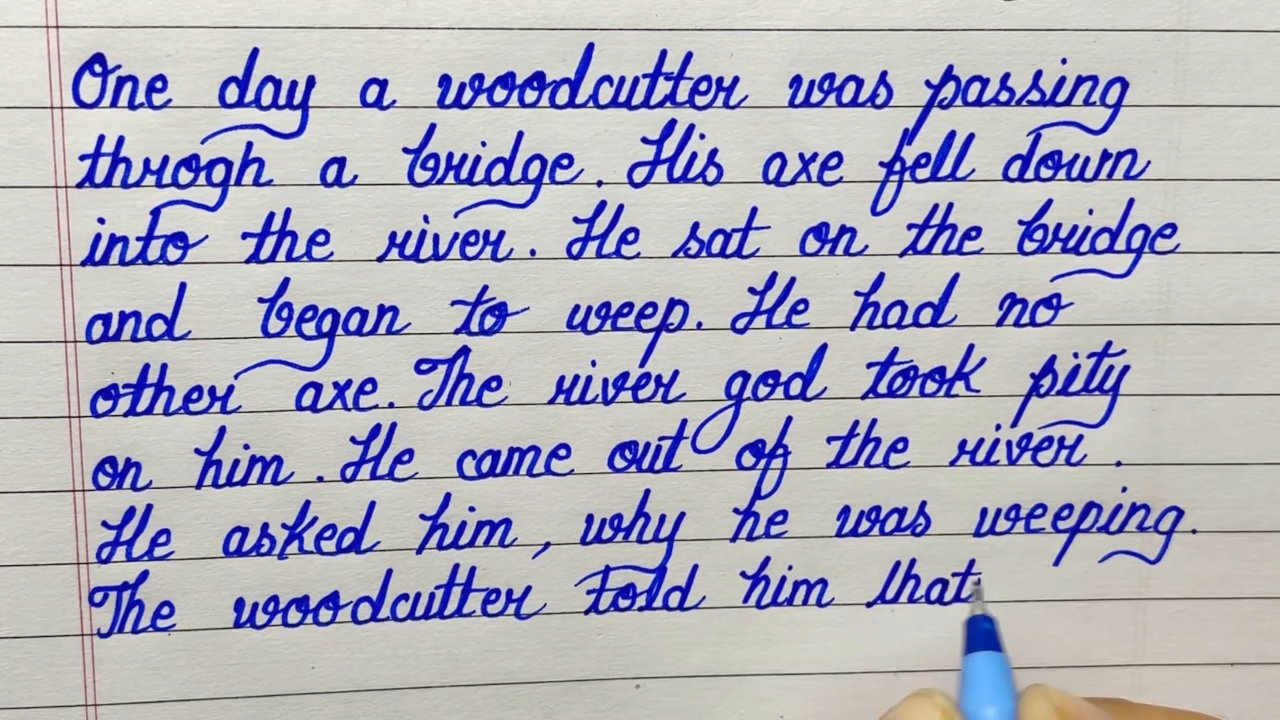 One day a woodcutter was passing
throgh a bridge. His axe fell down
into the river. He sat on the bridge
and began to weep. He had no
other axe. The river god took pity
on him. He came out of the river.
He asked him, why he was weeping.
The woodcutter told him that